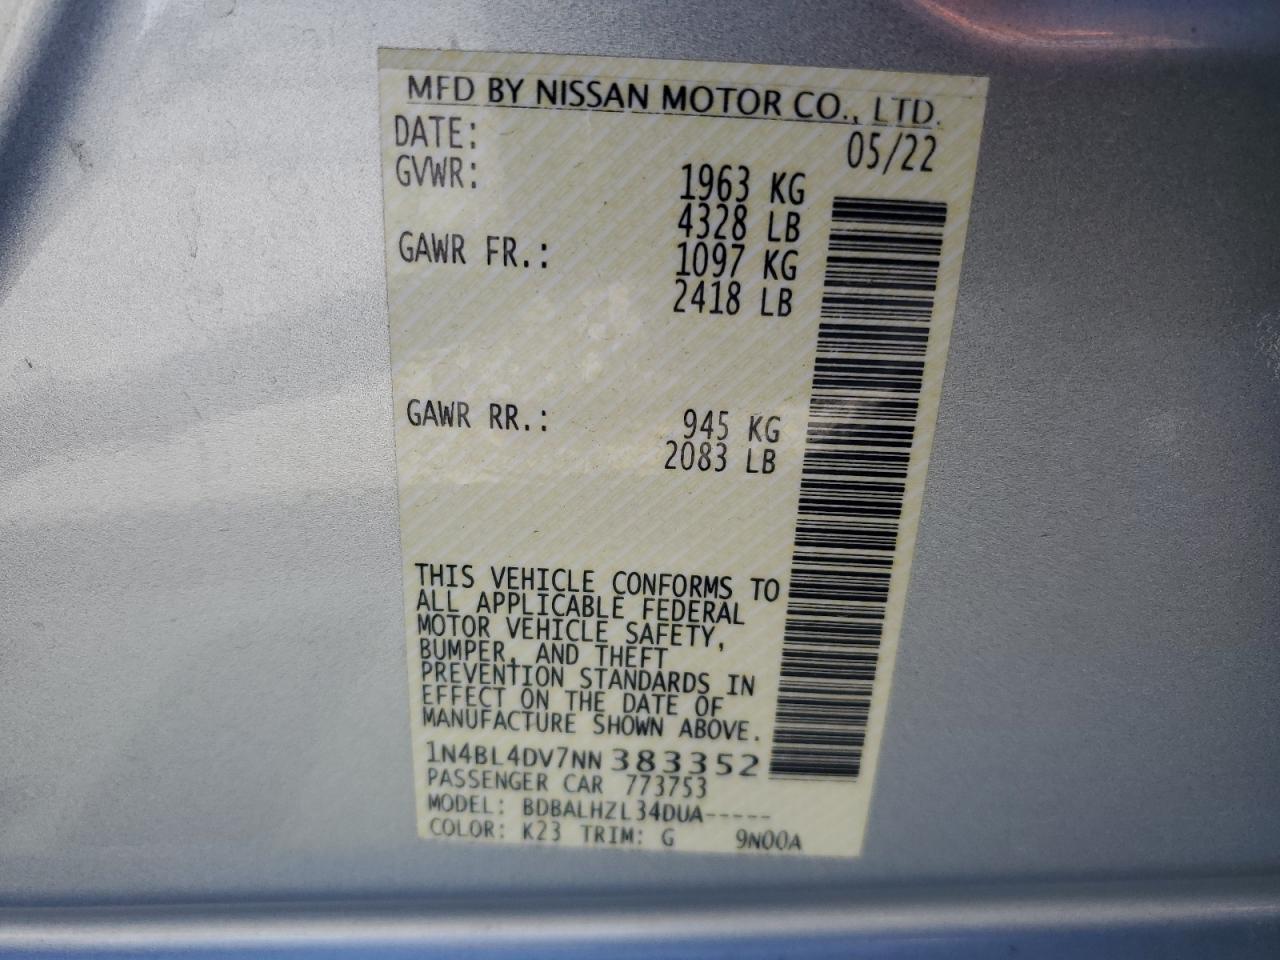 MFD BY NISSAN MOTOR CO., LTD.
DATE: 05/22
GVWR: 1963 KG
4328 LB
GAWR FR.: 1097 KG
2418 LB
GAWR RR.: 945 KG
2083 LB
THIS VEHICLE CONFORMS TO
ALL APPLICABLE FEDERAL
MOTOR VEHICLE SAFETY,
BUMPER, AND THEFT
PREVENTION STANDARDS IN
EFFECT ON THE DATE OF
MANUFACTURE SHOWN ABOVE.
1N4BL4DV7NN383352
PASSENGER CAR 773753
MODEL: BDBALHZL34DUA-----
COLOR: K23 TRIM: G 9N00A